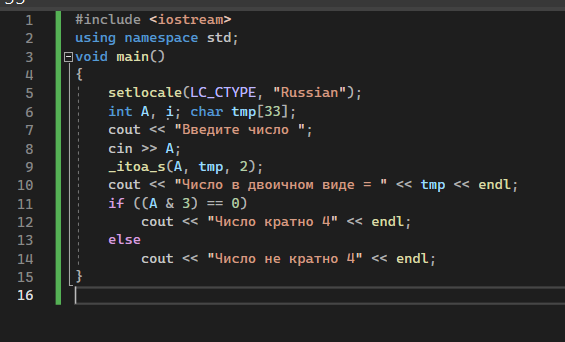 1 #include <iostream>
2 using namespace std;
3 void main()
4 {
5 setlocale(LC_CTYPE, "Russian");
6 int A, i; char tmp[33];
7 cout << "Введите число ";
8 cin >> A;
9 _itoa_s(A, tmp, 2);
10 cout << "Число в двоичном виде = " << tmp << endl;
11 if ((A & 3) == 0)
12 cout << "Число кратно 4" << endl;
13 else
14 cout << "Число не кратно 4" << endl;
15 }
16